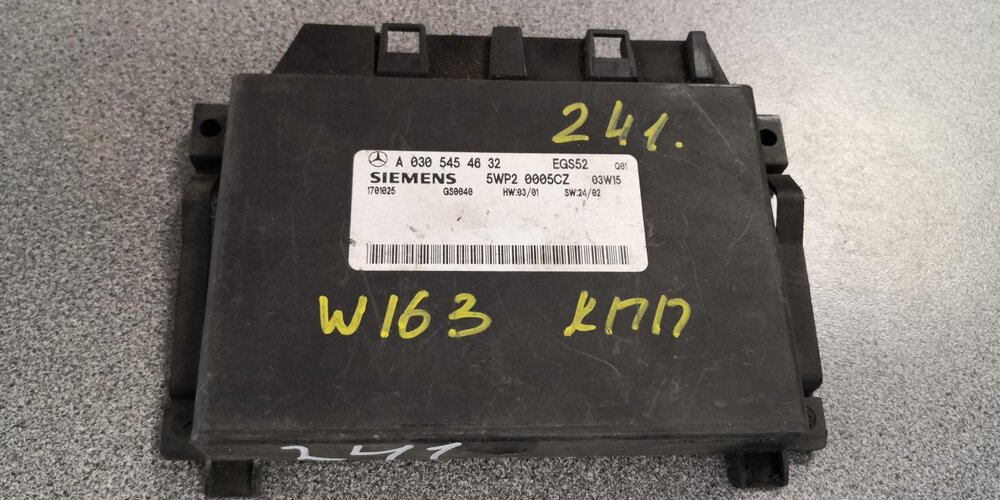 241.
A 030 545 46 32 EGS52 Q01
SIEMENS 5WP2 0005CZ 03W15
1701025 GS0040 HW:03/01 SW:24/02
W163 КПП
241